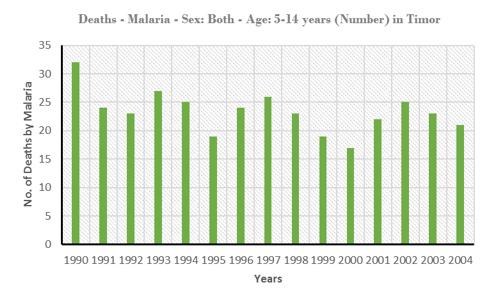 Deaths - Malaria - Sex: Both - Age: 5-14 years (Number) in Timor
No. of Deaths by Malaria
35
30
25
20
15
10
5
0
1990 1991 1992 1993 1994 1995 1996 1997 1998 1999 2000 2001 2002 2003 2004
Years